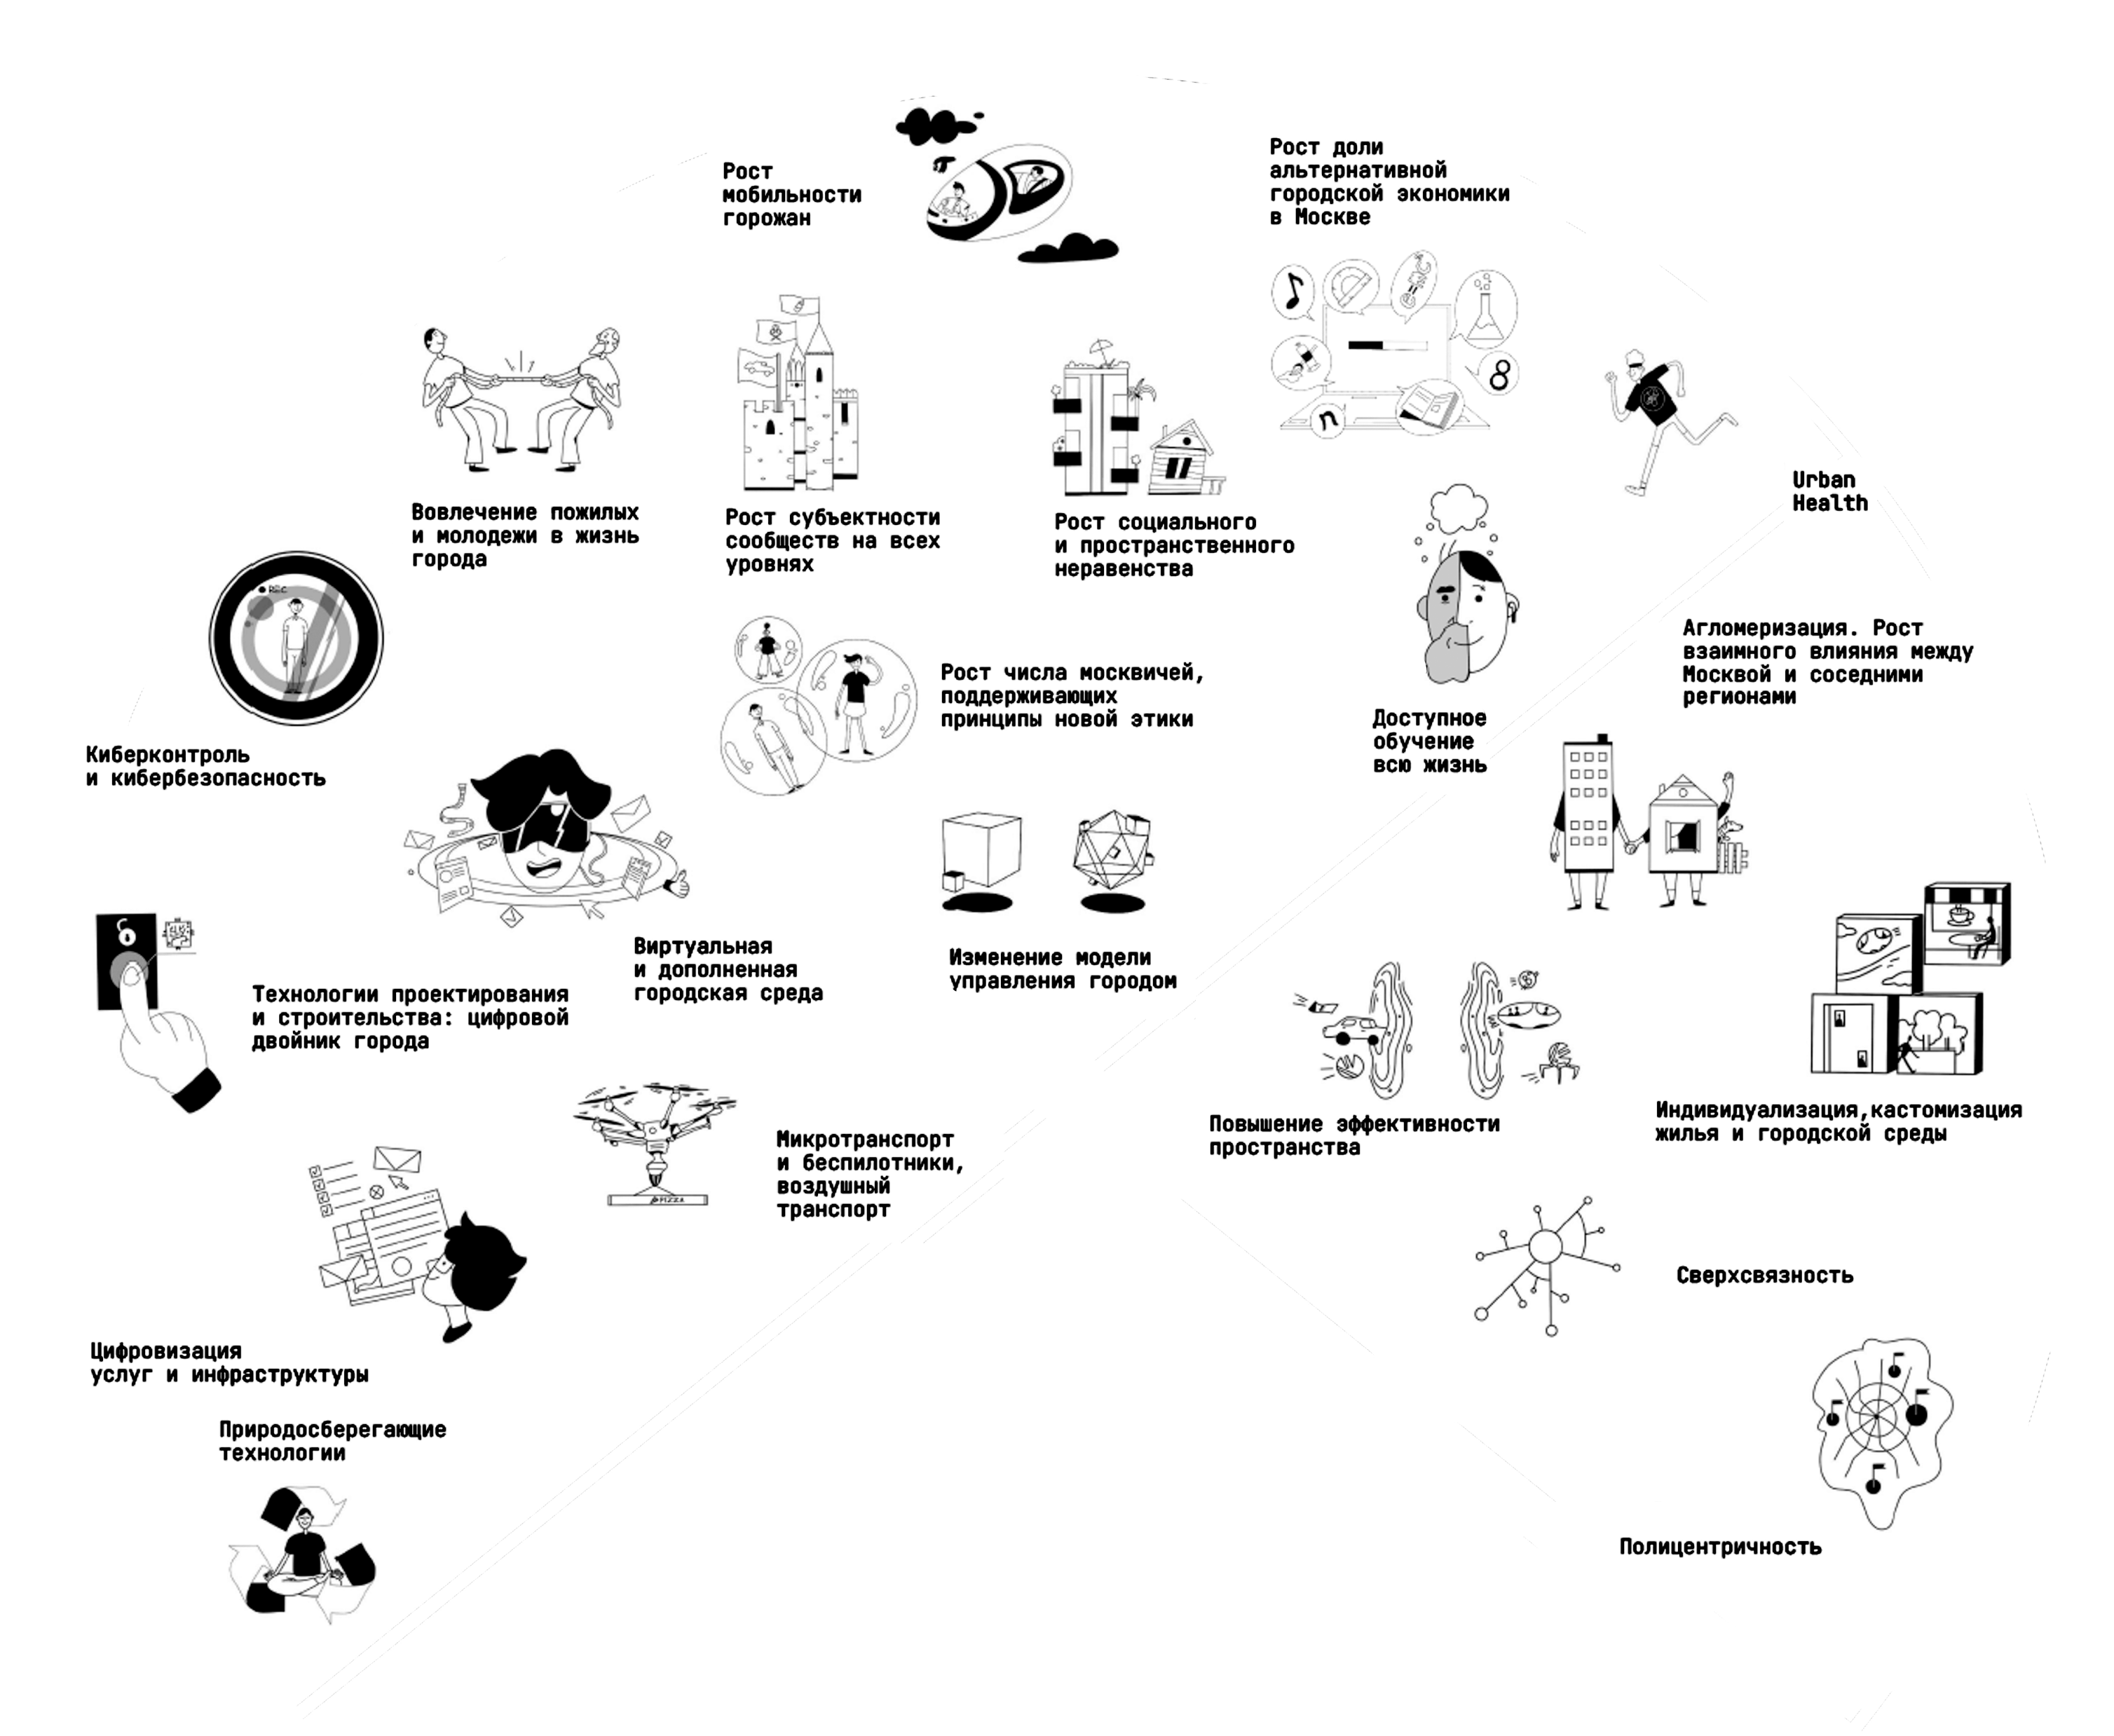 Рост
мобильности
горожан
Рост доли
альтернативной
городской экономики
в Москве
e=mc²
8
n
Urban
Health
Вовлечение пожилых
и молодежи в жизнь
города
Рост субъектности
сообществ на всех
уровнях
Рост социального
и пространственного
неравенства
REC
Киберконтроль
и кибербезопасность
Рост числа москвичей,
поддерживающих
принципы новой этики
Доступное
обучение
всю жизнь
Агломеризация. Рост
взаимного влияния между
Москвой и соседними
регионами
Виртуальная
и дополненная
городская среда
Изменение модели
управления городом
Технологии проектирования
и строительства: цифровой
двойник города
Микротранспорт
и беспилотники,
воздушный
транспорт
PIZZA
Повышение эффективности
пространства
Индивидуализация,кастомизация
жилья и городской среды
Сверхсвязность
Цифровизация
услуг и инфраструктуры
Природосберегающие
технологии
Полицентричность